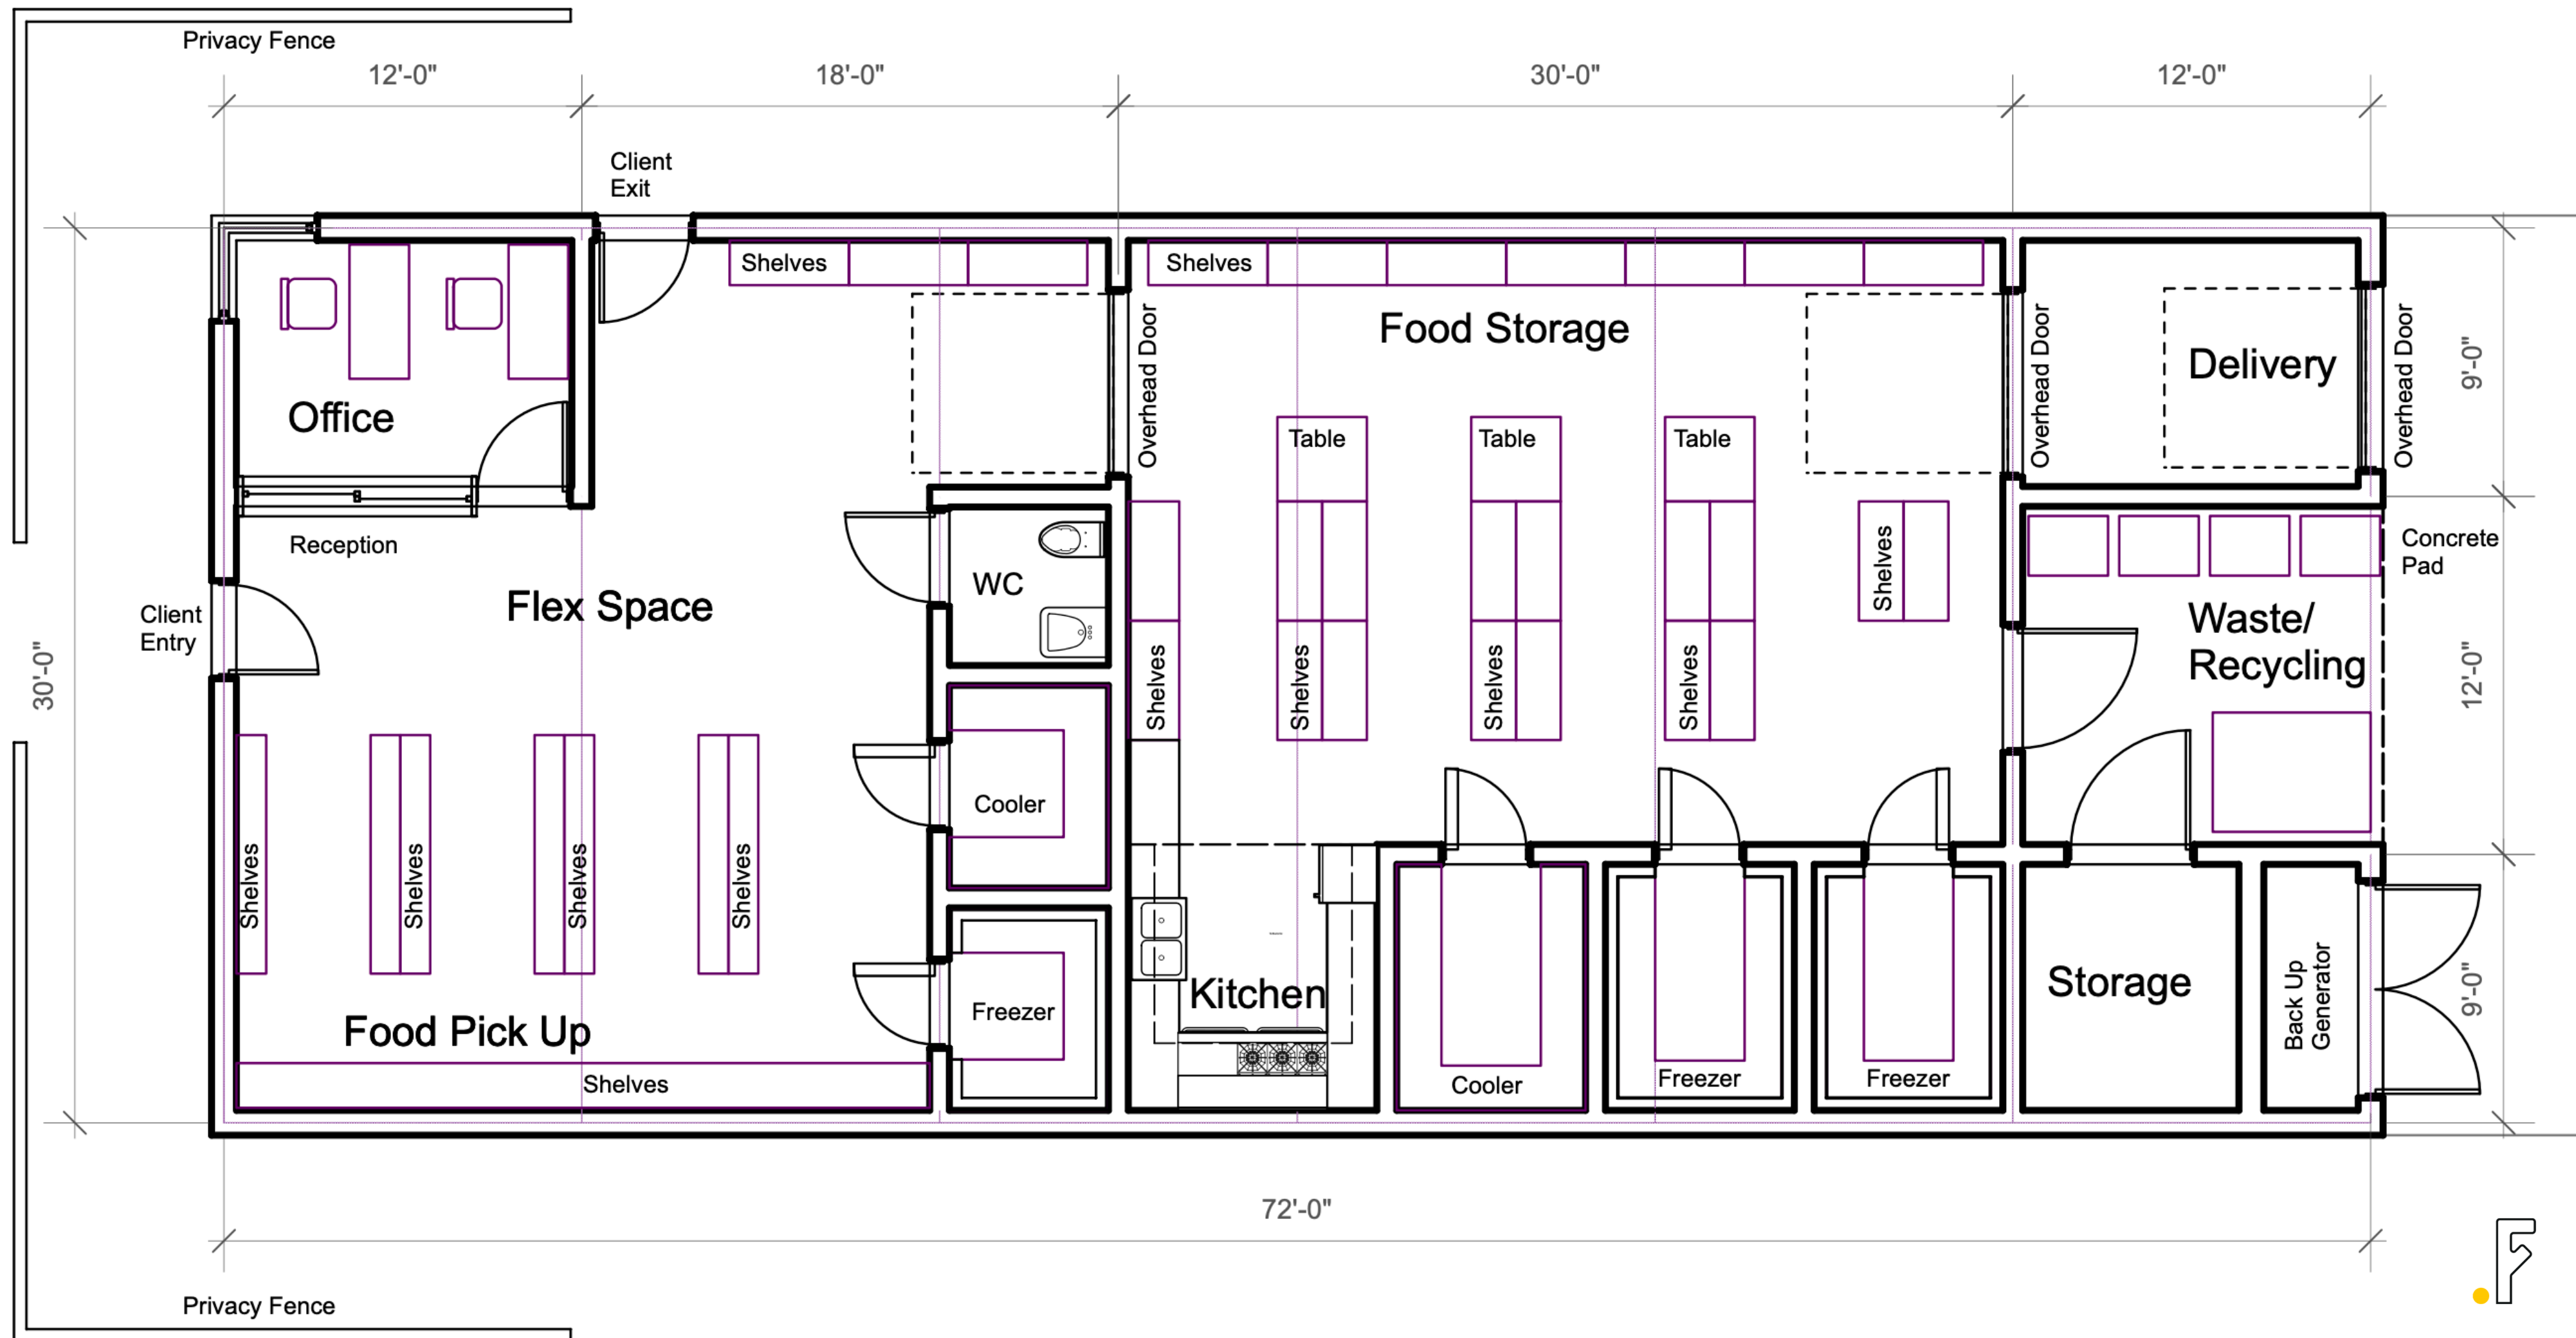 Privacy Fence
12'-0"
18'-0"
30'-0"
12'-0"
Client
Exit
Shelves
Shelves
Food Storage
Overhead Door
Overhead Door
Delivery
Overhead Door
9'-0"
Office
Table
Table
Table
Reception
Client
Entry
Flex Space
WC
Shelves
Shelves
Shelves
Shelves
Shelves
Concrete
Pad
Waste/
Recycling
30'-0"
12'-0"
Cooler
Shelves
Shelves
Shelves
Shelves
Freezer
Kitchen
Storage
Back Up
Generator
9'-0"
Food Pick Up
Shelves
Cooler
Freezer
Freezer
72'-0"
Privacy Fence